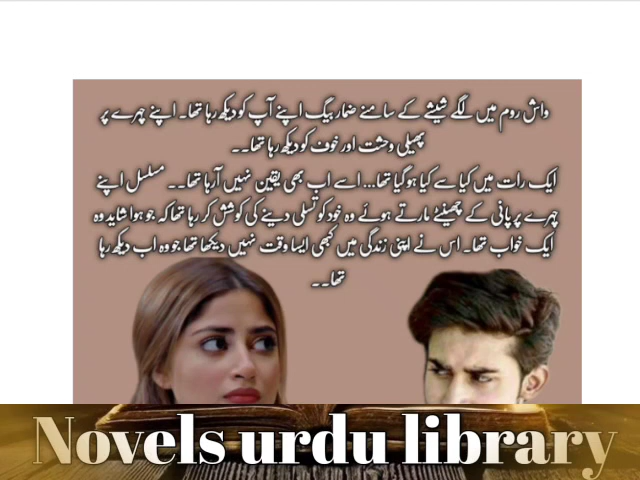 واش روم میں لگے شیشے کے سامنے ضمار بیگ اپنے آپ کو دیکھ رہا تھا۔ اپنے چہرے پر
پھیلی وحشت اور خوف کو دیکھ رہا تھا۔۔
ایک رات میں کیا سے کیا ہو گیا تھا... اسے اب بھی یقین نہیں آرہا تھا۔۔ مسلسل اپنے
چہرے پر پانی کے چھینٹے مارتے ہوئے وہ خود کو تسلی دینے کی کوشش کر رہا تھا کہ جو ہوا شاید وہ
ایک خواب تھا۔ اس نے اپنی زندگی میں کبھی ایسا وقت نہیں دیکھا تھا جو وہ اب دیکھ رہا
تھا۔۔
Novels urdu library